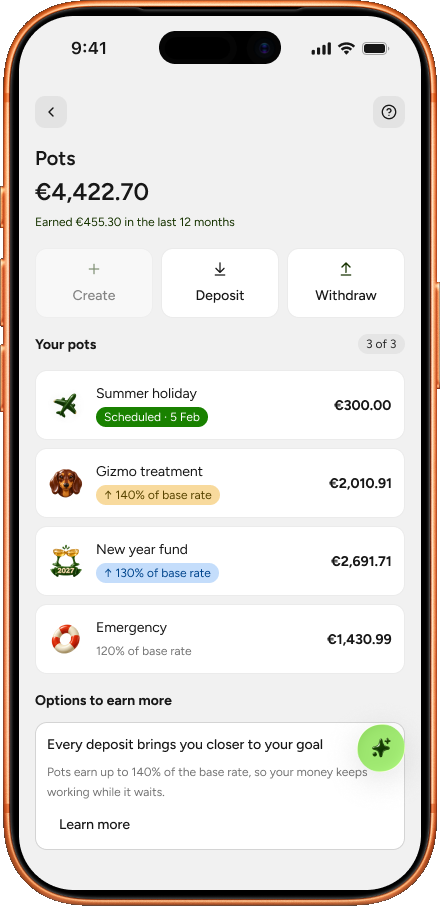 9:41
Pots
€4,422.70
Earned €455.30 in the last 12 months
Create
Deposit
Withdraw
Your pots
3 of 3
Summer holiday
Scheduled · 5 Feb
€300.00
Gizmo treatment
↑ 140% of base rate
€2,010.91
New year fund
2027
↑ 130% of base rate
€2,691.71
Emergency
120% of base rate
€1,430.99
Options to earn more
Every deposit brings you closer to your goal
Pots earn up to 140% of the base rate, so your money keeps
working while it waits.
Learn more